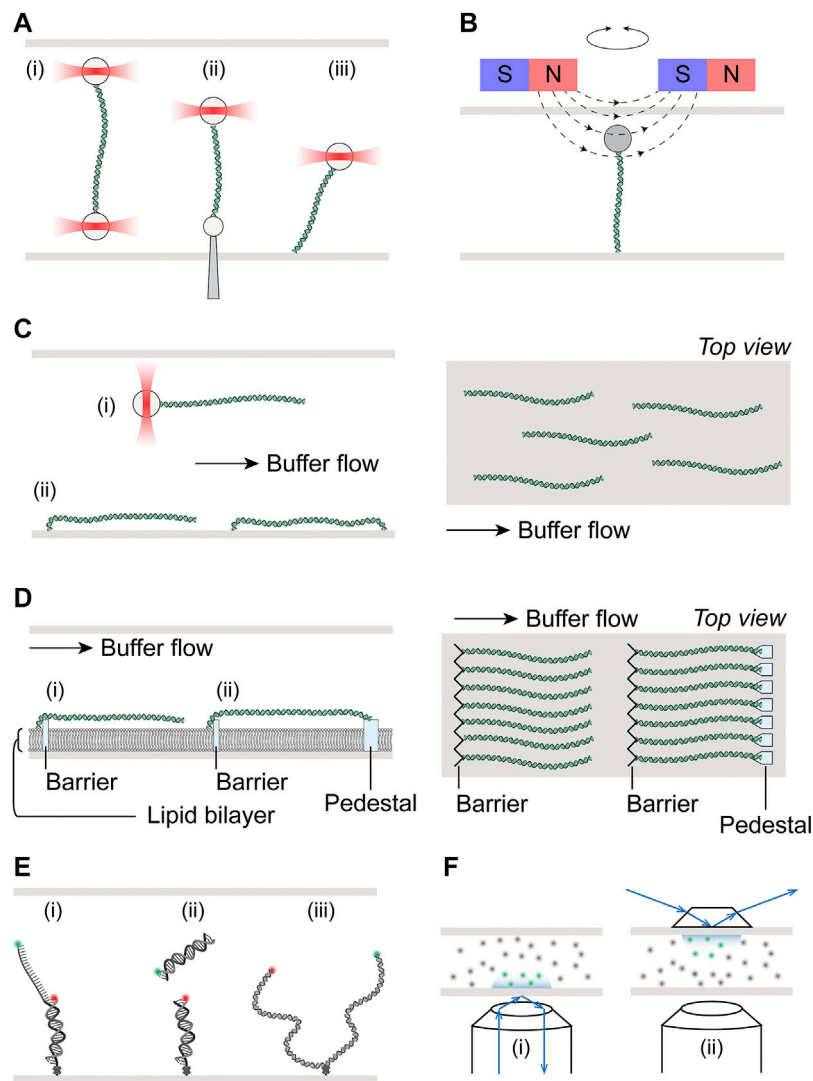 A
(i)
(ii)
(iii)
B
S N
S N
C
(i)
Buffer flow
(ii)
Top view
Buffer flow
D
Buffer flow
(i)
(ii)
Barrier
Barrier
Pedestal
Lipid bilayer
Buffer flow
Top view
Barrier
Barrier
Pedestal
E
(i)
(ii)
(iii)
F
(i)
(ii)